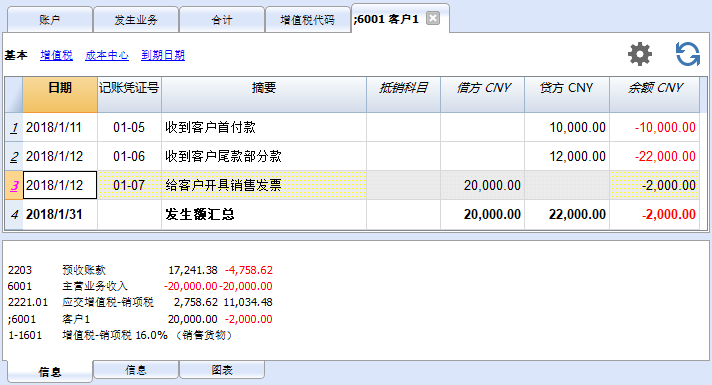 账户 发生业务 合计 增值税代码 ;6001 客户1
基本 增值税 成本中心 到期日期
日期 记账凭证号 摘要 抵销科目 借方 CNY 贷方 CNY 余额 CNY
1 2018/1/11 01-05 收到客户首付款 10,000.00 -10,000.00
2 2018/1/12 01-06 收到客户尾款部分款 12,000.00 -22,000.00
3 2018/1/12 01-07 给客户开具销售发票 20,000.00 -2,000.00
4 2018/1/31 发生额汇总 20,000.00 22,000.00 -2,000.00
2203 预收账款 17,241.38 -4,758.62
6001 主营业务收入 -20,000.00 -20,000.00
2221.01 应交增值税-销项税 2,758.62 11,034.48
;6001 客户1 20,000.00 -2,000.00
1-1601 增值税-销项税 16.0% （销售货物）
信息 信息 图表